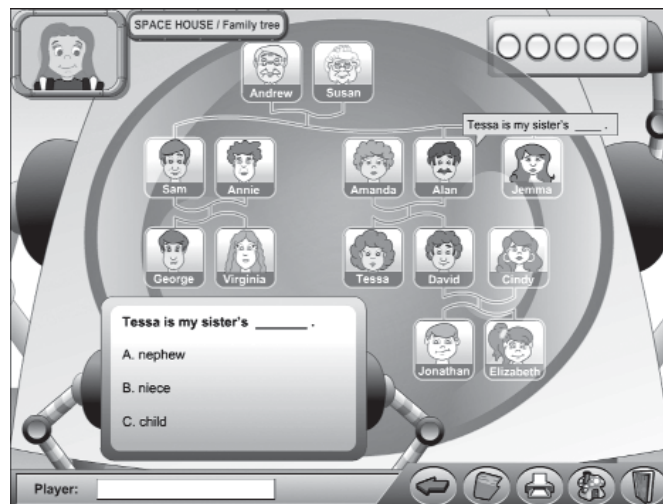 SPACE HOUSE / Family tree
Andrew Susan
Tessa is my sister's ____ .
Sam Annie Amanda Alan Jemma
George Virginia Tessa David Cindy
Tessa is my sister's ______ .
A. nephew
B. niece
C. child
Jonathan Elizabeth
Player: